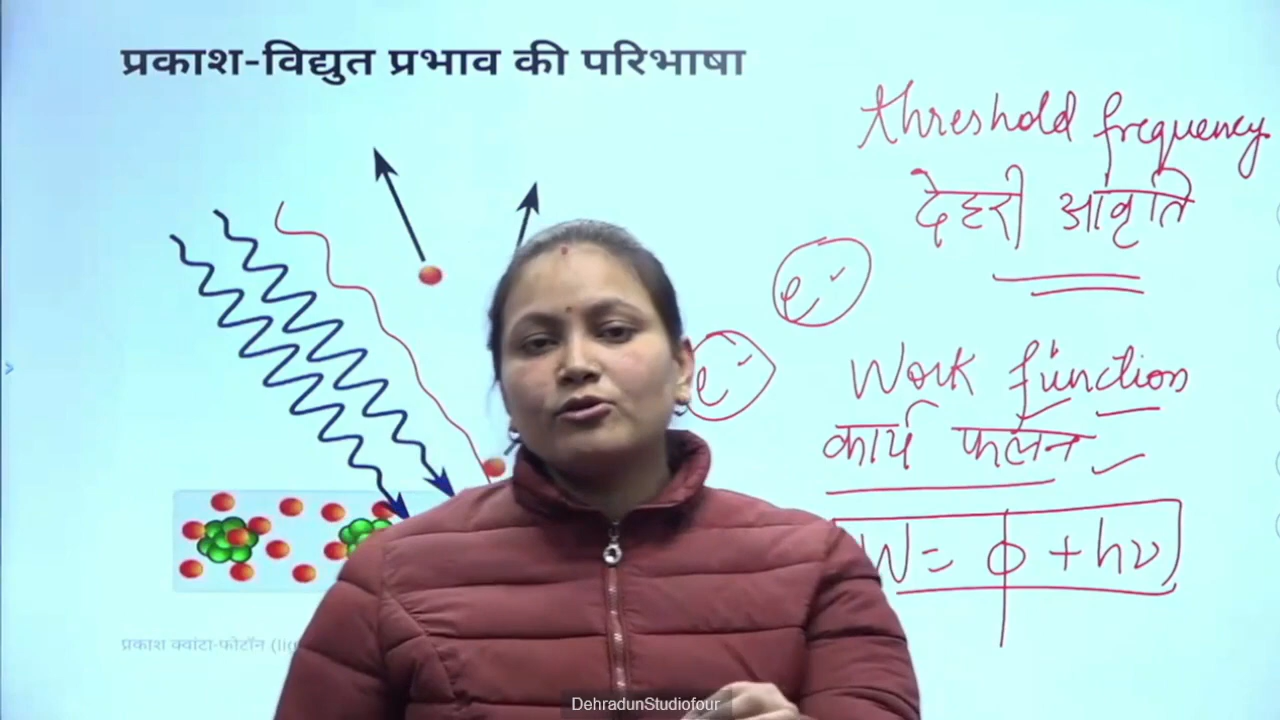 प्रकाश-विद्युत प्रभाव की परिभाषा
threshold frequency
देहरी आवृति
e-
e-
Work function
कार्य फलन
W = ϕ + hν
प्रकाश क्वांटा-फोटॉन
DehradunStudiofour